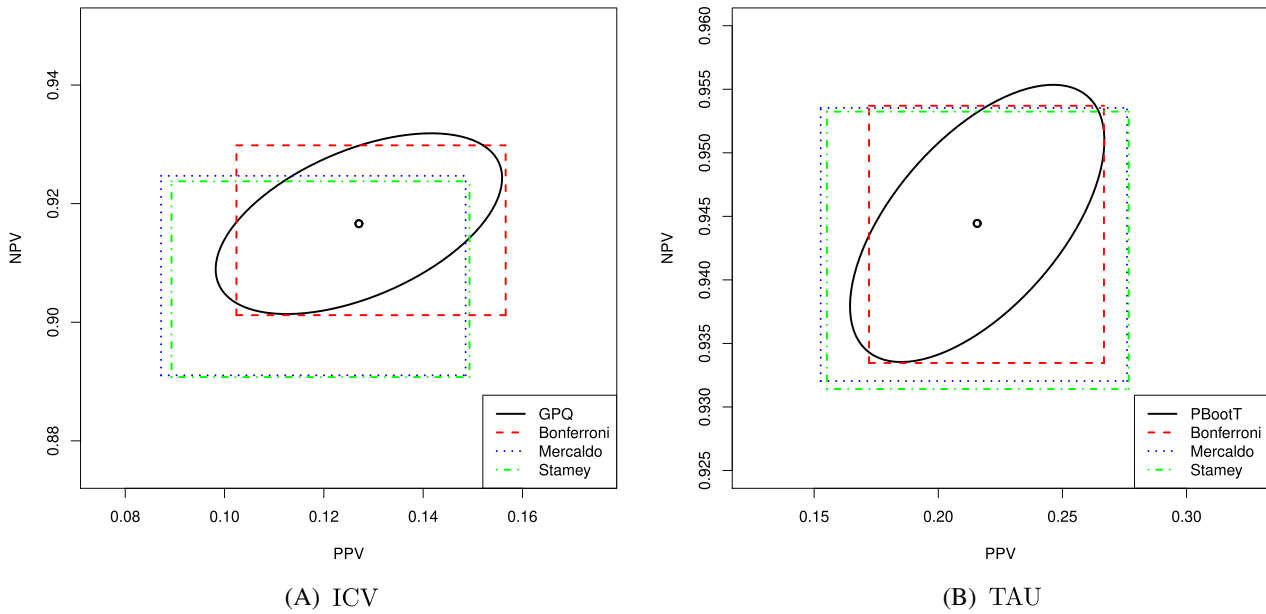 NPV
0.94
0.92
0.90
0.88
0.08 0.10 0.12 0.14 0.16
PPV
GPQ
Bonferroni
Mercaldo
Stamey
(A) ICV
NPV
0.960
0.955
0.950
0.945
0.940
0.935
0.930
0.925
0.15 0.20 0.25 0.30
PPV
PBootT
Bonferroni
Mercaldo
Stamey
(B) TAU